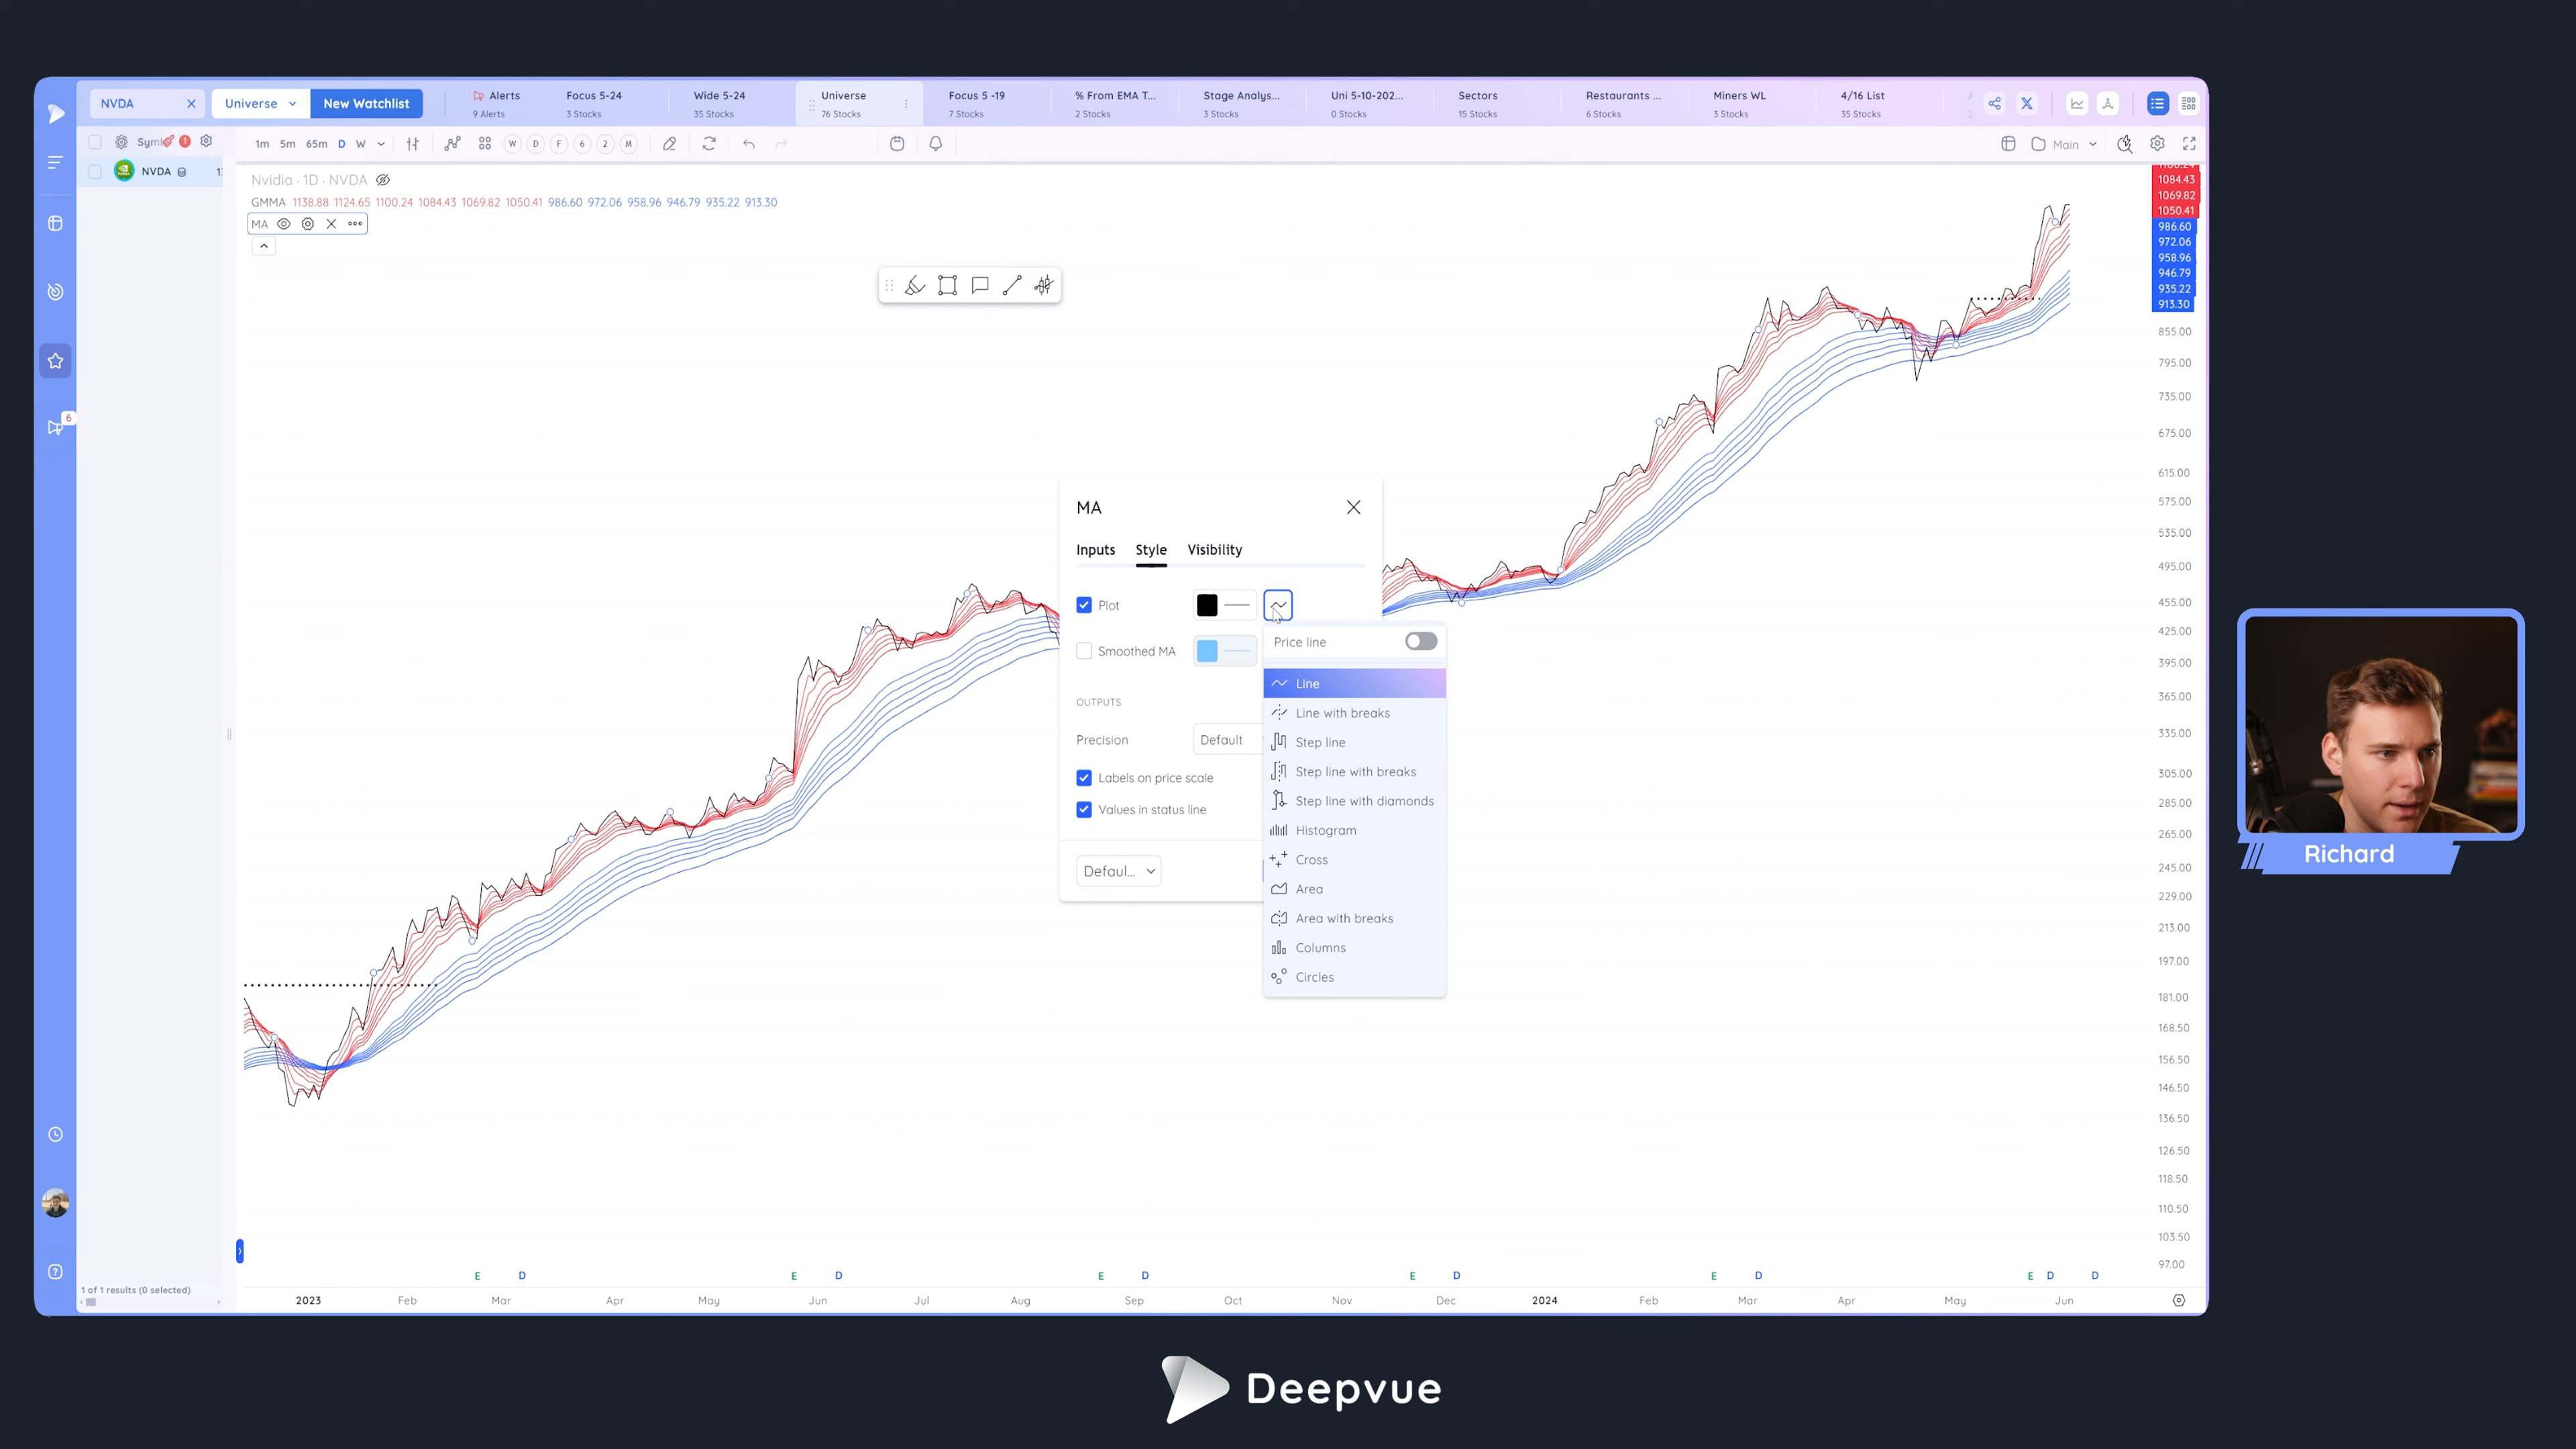 NVDA
Universe
New Watchlist
Alerts
9 Alerts
Focus 5-24
3 Stocks
Wide 5-24
35 Stocks
Universe
76 Stocks
Focus 5 -19
7 Stocks
% From EMA T...
2 Stocks
Stage Analys...
3 Stocks
Uni 5-10-202...
0 Stocks
Sectors
15 Stocks
Restaurants ...
6 Stocks
Miners WL
3 Stocks
4/16 List
35 Stocks
1
1m 5m 65m D W
W D F 6 2 M
Main
NVDA
Nvidia · 1D · NVDA
GMMA 1138.88 1124.65 1100.24 1084.43 1069.82 1050.41 986.60 972.06 958.96 946.79 935.22 913.30
MA
6
MA
Inputs Style Visibility
Plot
Smoothed MA
OUTPUTS
Precision Default
Labels on price scale
Values in status line
Defaul...
Price line
Line
Line with breaks
Step line
Step line with breaks
Step line with diamonds
Histogram
Cross
Area
Area with breaks
Columns
Circles
1084.43
1069.82
1050.41
986.60
972.06
958.96
946.79
935.22
913.30
855.00
795.00
735.00
675.00
615.00
575.00
535.00
495.00
455.00
425.00
395.00
365.00
335.00
305.00
285.00
265.00
245.00
229.00
213.00
197.00
181.00
168.50
156.50
146.50
136.50
126.50
118.50
110.50
103.50
97.00
E D E D E D E D E D E D D
1 of 1 results (0 selected)
2023 Feb Mar Apr May Jun Jul Aug Sep Oct Nov Dec 2024 Feb Mar Apr May Jun
Richard
Deepvue